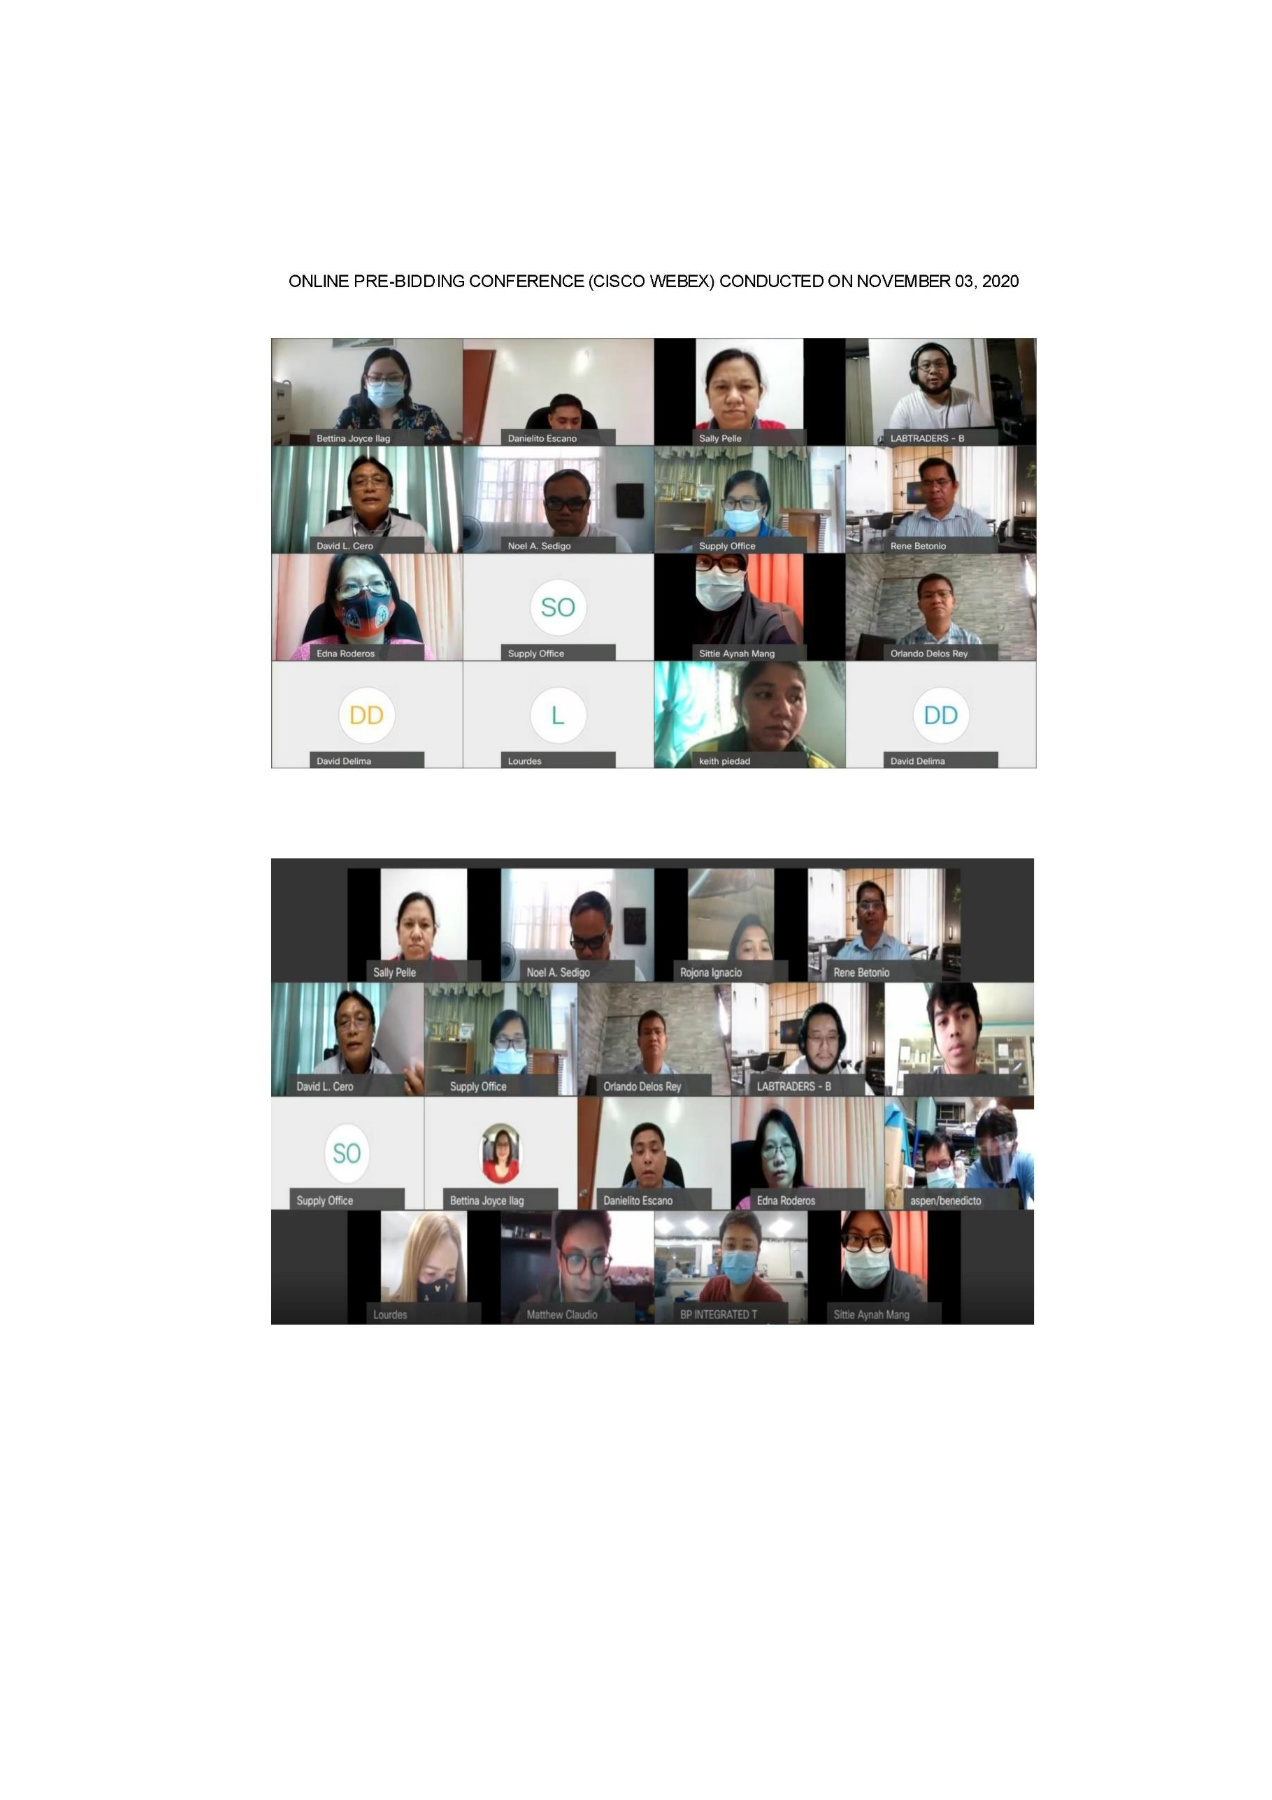 ONLINE PRE-BIDDING CONFERENCE (CISCO WEBEX) CONDUCTED ON NOVEMBER 03, 2020
Bettina Joyce Ilag
Danielito Escano
Sally Pelle
LABTRADERS - B
David L. Cero
Noel A. Sedigo
Supply Office
Rene Betonio
Edna Roderos
SO
Supply Office
Sittie Aynah Mang
Orlando Delos Rey
DD
David Delima
L
Lourdes
keith piedad
DD
David Delima
Sally Pelle
Noel A. Sedigo
Rojona Ignacio
Rene Betonio
David L. Cero
Supply Office
Orlando Delos Rey
LABTRADERS - B
SO
Supply Office
Bettina Joyce Ilag
Danielito Escano
Edna Roderos
aspen/benedicto
Lourdes
Matthew Claudio
BP INTEGRATED T
Sittie Aynah Mang